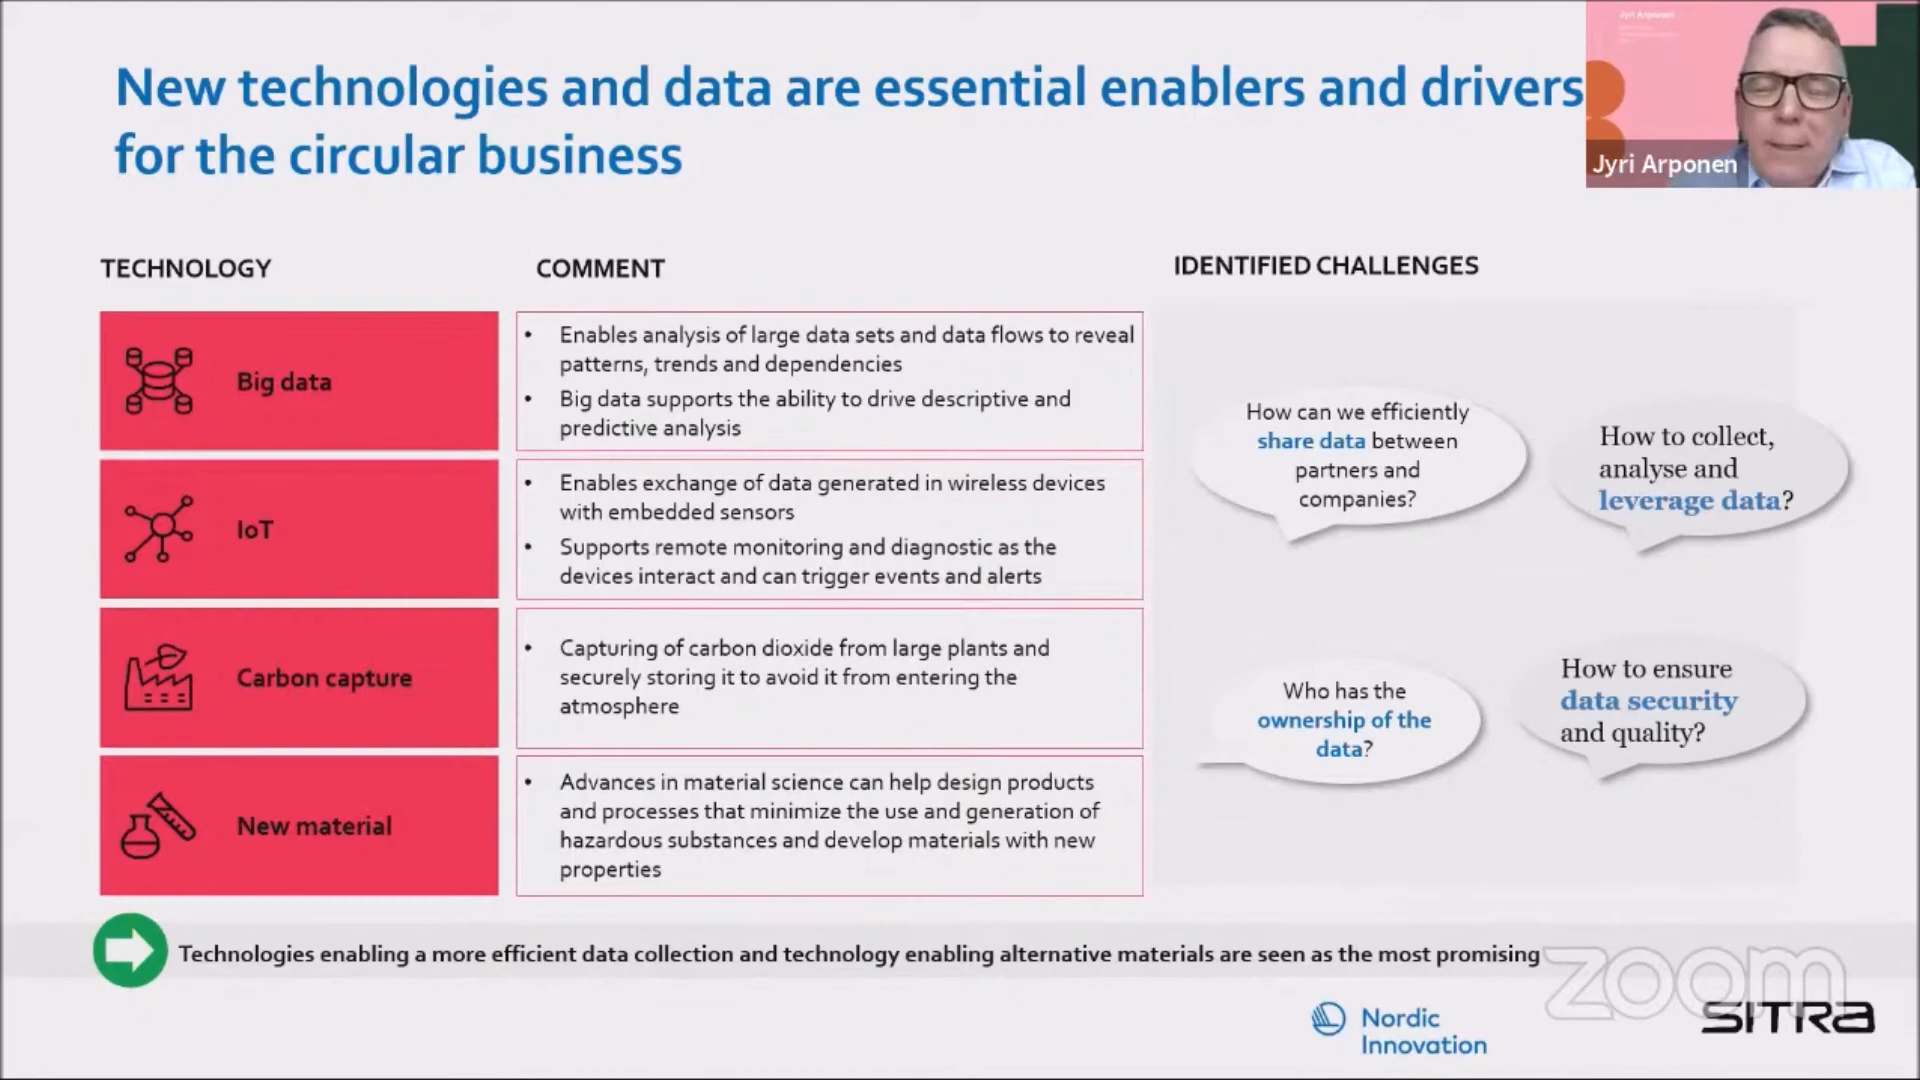 New technologies and data are essential enablers and drivers
for the circular business
Jyri Arponen
Jyri Arponen
TECHNOLOGY
COMMENT
IDENTIFIED CHALLENGES
Big data
• Enables analysis of large data sets and data flows to reveal
patterns, trends and dependencies
• Big data supports the ability to drive descriptive and
predictive analysis
IoT
• Enables exchange of data generated in wireless devices
with embedded sensors
• Supports remote monitoring and diagnostic as the
devices interact and can trigger events and alerts
Carbon capture
• Capturing of carbon dioxide from large plants and
securely storing it to avoid it from entering the
atmosphere
New material
• Advances in material science can help design products
and processes that minimize the use and generation of
hazardous substances and develop materials with new
properties
How can we efficiently
share data between
partners and
companies?
How to collect,
analyse and
leverage data?
Who has the
ownership of the
data?
How to ensure
data security
and quality?
Technologies enabling a more efficient data collection and technology enabling alternative materials are seen as the most promising
zoom
Nordic
Innovation
SITRA